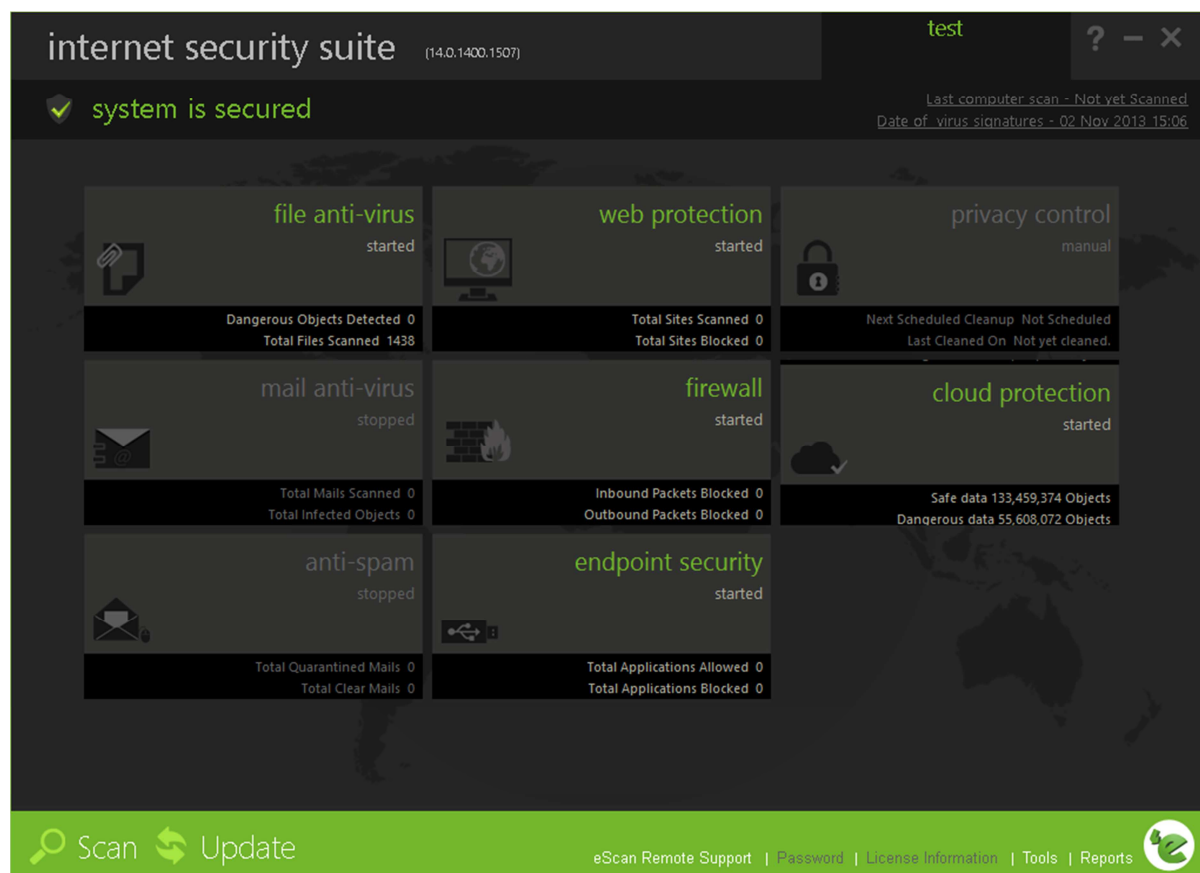 internet security suite (14.0.1400.1507)
test
? – ×
system is secured
Last computer scan - Not yet Scanned
Date of virus signatures - 02 Nov 2013 15:06
file anti-virus
started
Dangerous Objects Detected 0
Total Files Scanned 1438
web protection
started
Total Sites Scanned 0
Total Sites Blocked 0
privacy control
manual
Next Scheduled Cleanup Not Scheduled
Last Cleaned On Not yet cleaned.
mail anti-virus
stopped
Total Mails Scanned 0
Total Infected Objects 0
firewall
started
Inbound Packets Blocked 0
Outbound Packets Blocked 0
cloud protection
started
Safe data 133,459,374 Objects
Dangerous data 55,608,072 Objects
anti-spam
stopped
Total Quarantined Mails 0
Total Clear Mails 0
endpoint security
started
Total Applications Allowed 0
Total Applications Blocked 0
Scan Update
eScan Remote Support | Password | License Information | Tools | Reports